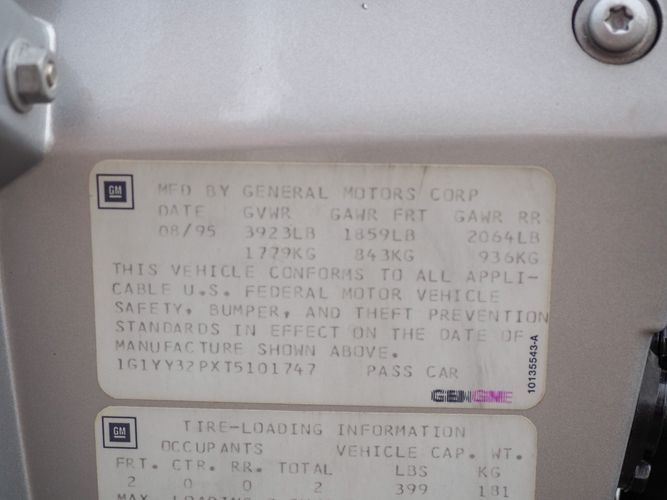 GM
MFD BY GENERAL MOTORS CORP
DATE GVWR GAWR FRT GAWR RR
08/95 3923LB 1859LB 2064LB
1779KG 843KG 936KG
THIS VEHICLE CONFORMS TO ALL APPLI-
CABLE U.S. FEDERAL MOTOR VEHICLE
SAFETY, BUMPER, AND THEFT PREVENTION
STANDARDS IN EFFECT ON THE DATE OF
MANUFACTURE SHOWN ABOVE.
1G1YY32PXT5101747 PASS CAR
10135543-A
GM
TIRE-LOADING INFORMATION
OCCUPANTS VEHICLE CAP. WT.
FRT. CTR. RR. TOTAL LBS KG
2 0 0 2 399 181